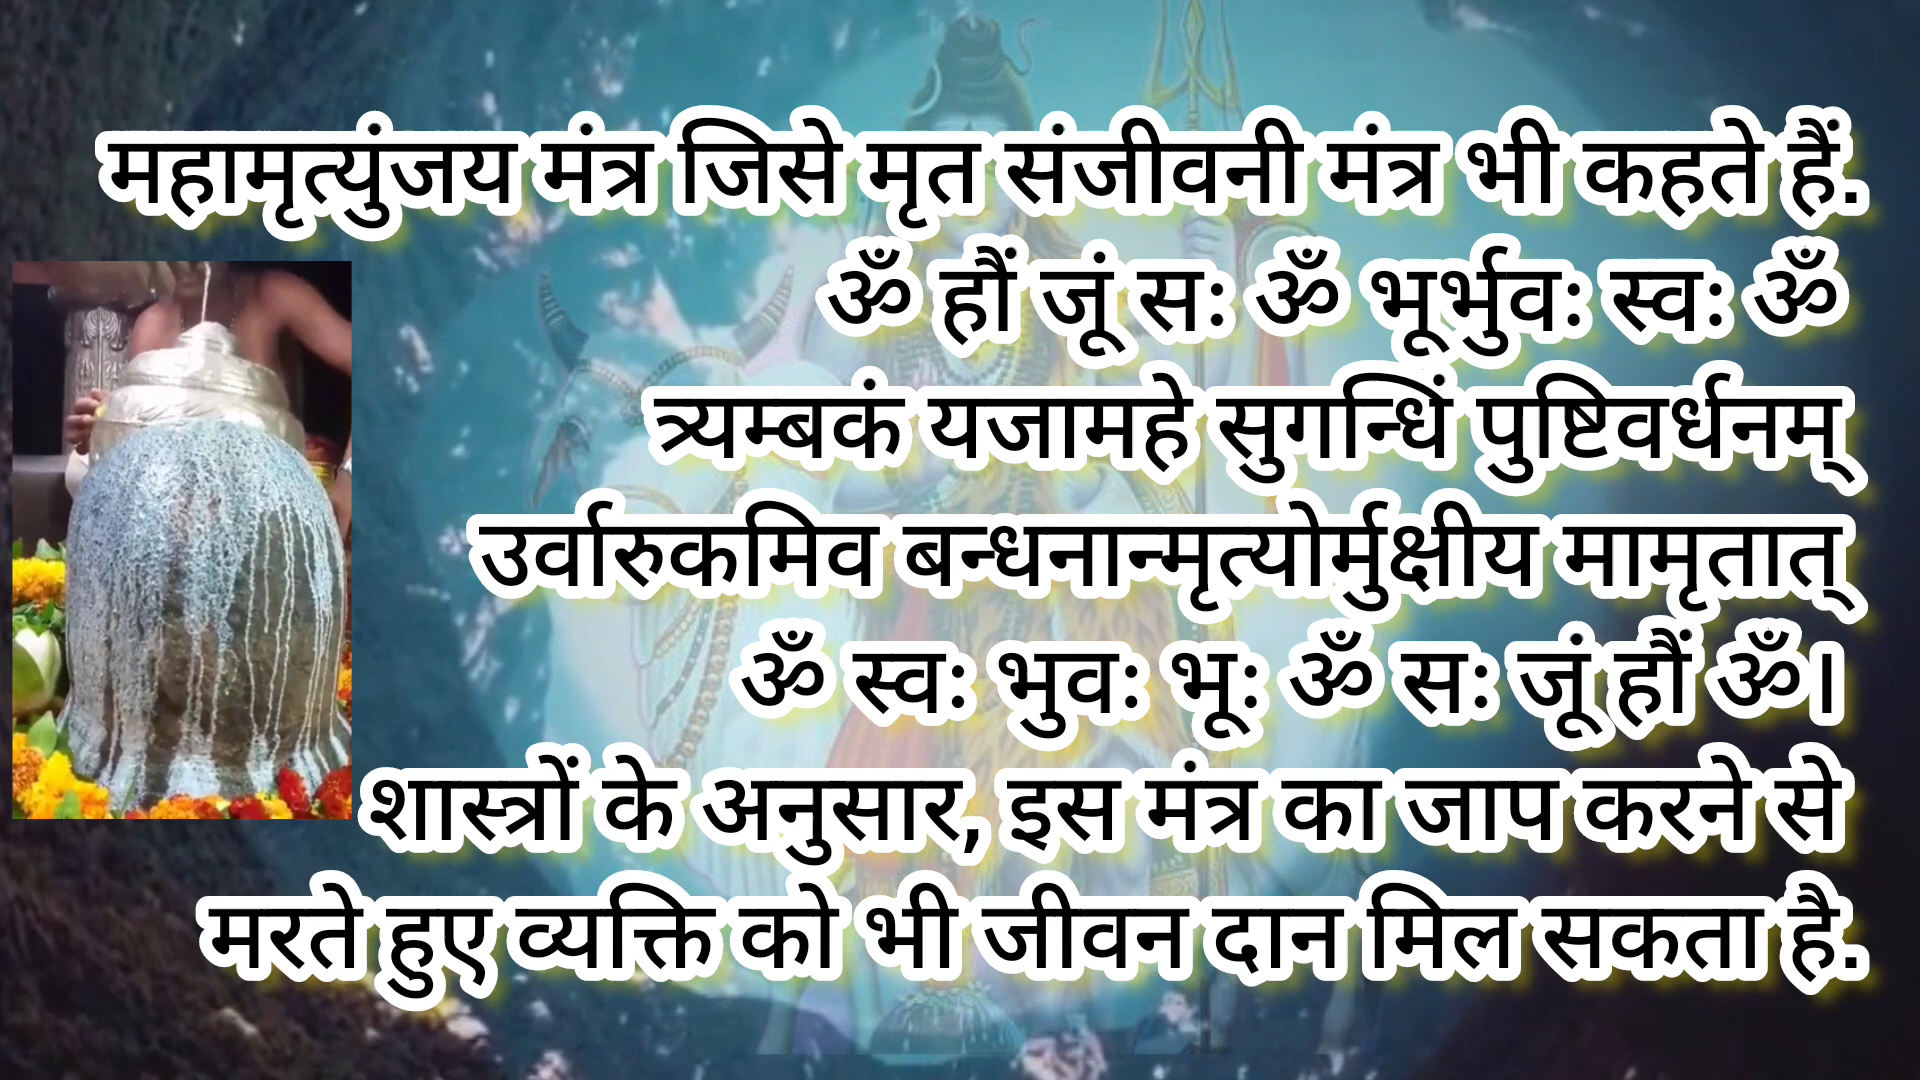 महामृत्युंजय मंत्र जिसे मृत संजीवनी मंत्र भी कहते हैं.
ॐ हौं जूं सः ॐ भूर्भुवः स्वः ॐ
त्र्यम्बकं यजामहे सुगन्धिं पुष्टिवर्धनम्
उर्वारुकमिव बन्धनान्मृत्योर्मुक्षीय मामृतात्
ॐ स्वः भुवः भूः ॐ सः जूं हौं ॐ।
शास्त्रों के अनुसार, इस मंत्र का जाप करने से
मरते हुए व्यक्ति को भी जीवन दान मिल सकता है.